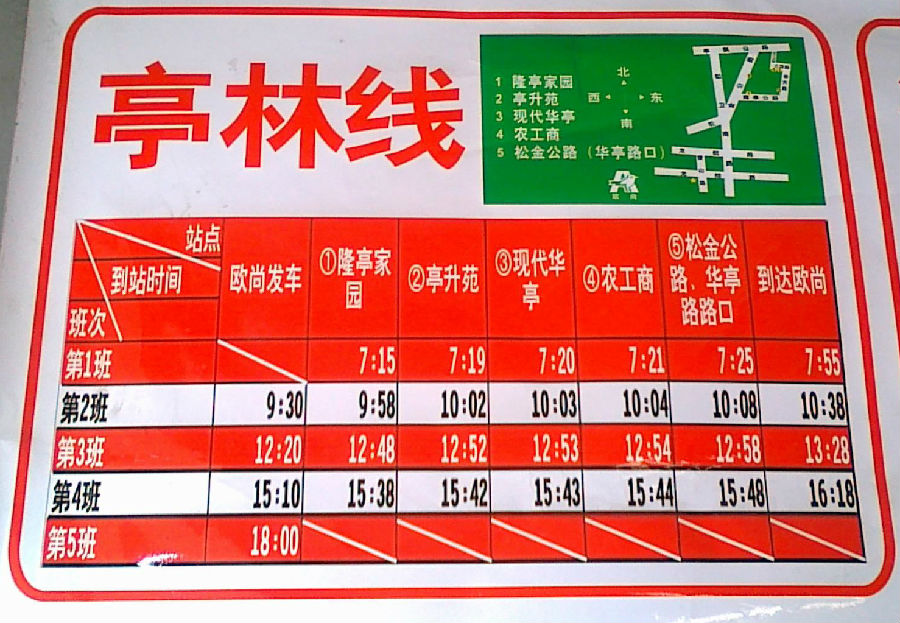 亭林线
1 隆亭家园
2 亭升苑
3 现代华亭
4 农工商
5 松金公路（华亭路口）
北
西 东
南
站点
到站时间
班次
欧尚发车
①隆亭家
园
②亭升苑
③现代华
亭
④农工商
⑤松金公
路、华亭
路路口
到达欧尚
第1班 7:15 7:19 7:20 7:21 7:25 7:55
第2班 9:30 9:58 10:02 10:03 10:04 10:08 10:38
第3班 12:20 12:48 12:52 12:53 12:54 12:58 13:28
第4班 15:10 15:38 15:42 15:43 15:44 15:48 16:18
第5班 18:00